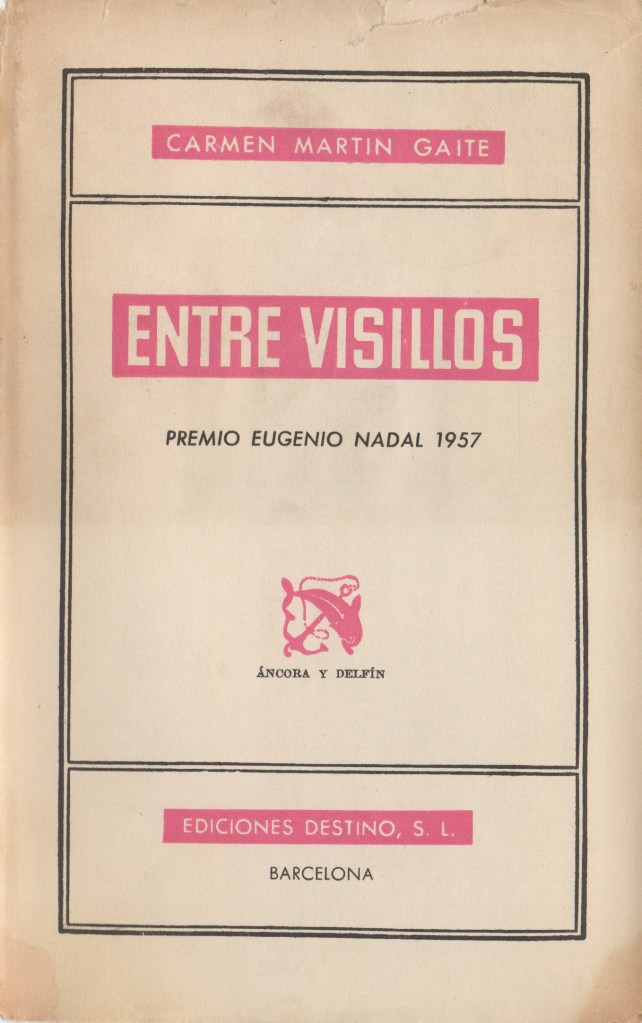 CARMEN MARTIN GAITE
ENTRE VISILLOS
PREMIO EUGENIO NADAL 1957
ÁNCORA Y DELFÍN
EDICIONES DESTINO, S. L.
BARCELONA